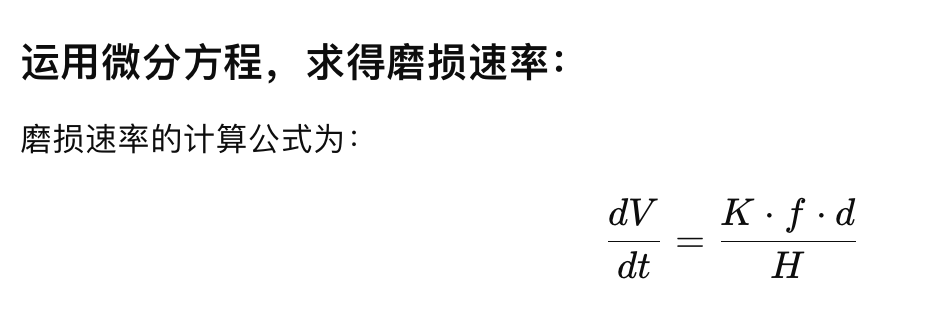 运用微分方程，求得磨损速率：
磨损速率的计算公式为：
dV/dt = K · f · d / H